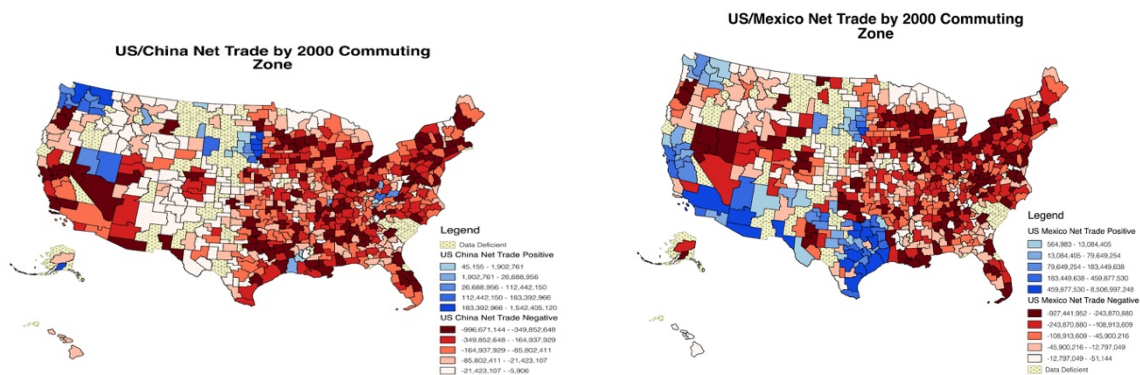 US/China Net Trade by 2000 Commuting
Zone
Legend
Data Deficient
US China Net Trade Positive
45,155 - 1,902,761
1,902,761 - 26,688,956
26,688,956 - 112,442,150
112,442,150 - 183,392,966
183,392,966 - 1,542,405,120
US China Net Trade Negative
-996,671,144 - -349,852,648
-349,852,648 - -164,937,929
-164,937,929 - -85,802,411
-85,802,411 - -21,423,107
-21,423,107 - -5,906
US/Mexico Net Trade by 2000 Commuting
Zone
Legend
US Mexico Net Trade Positive
564,983 - 13,084,405
13,084,405 - 79,649,254
79,649,254 - 183,449,638
183,449,638 - 459,877,530
459,877,530 - 8,506,997,248
US Mexico Net Trade Negative
-927,441,952 - -243,870,880
-243,870,880 - -108,913,609
-108,913,609 - -45,900,216
-45,900,216 - -12,797,049
-12,797,049 - -51,144
Data Deficient